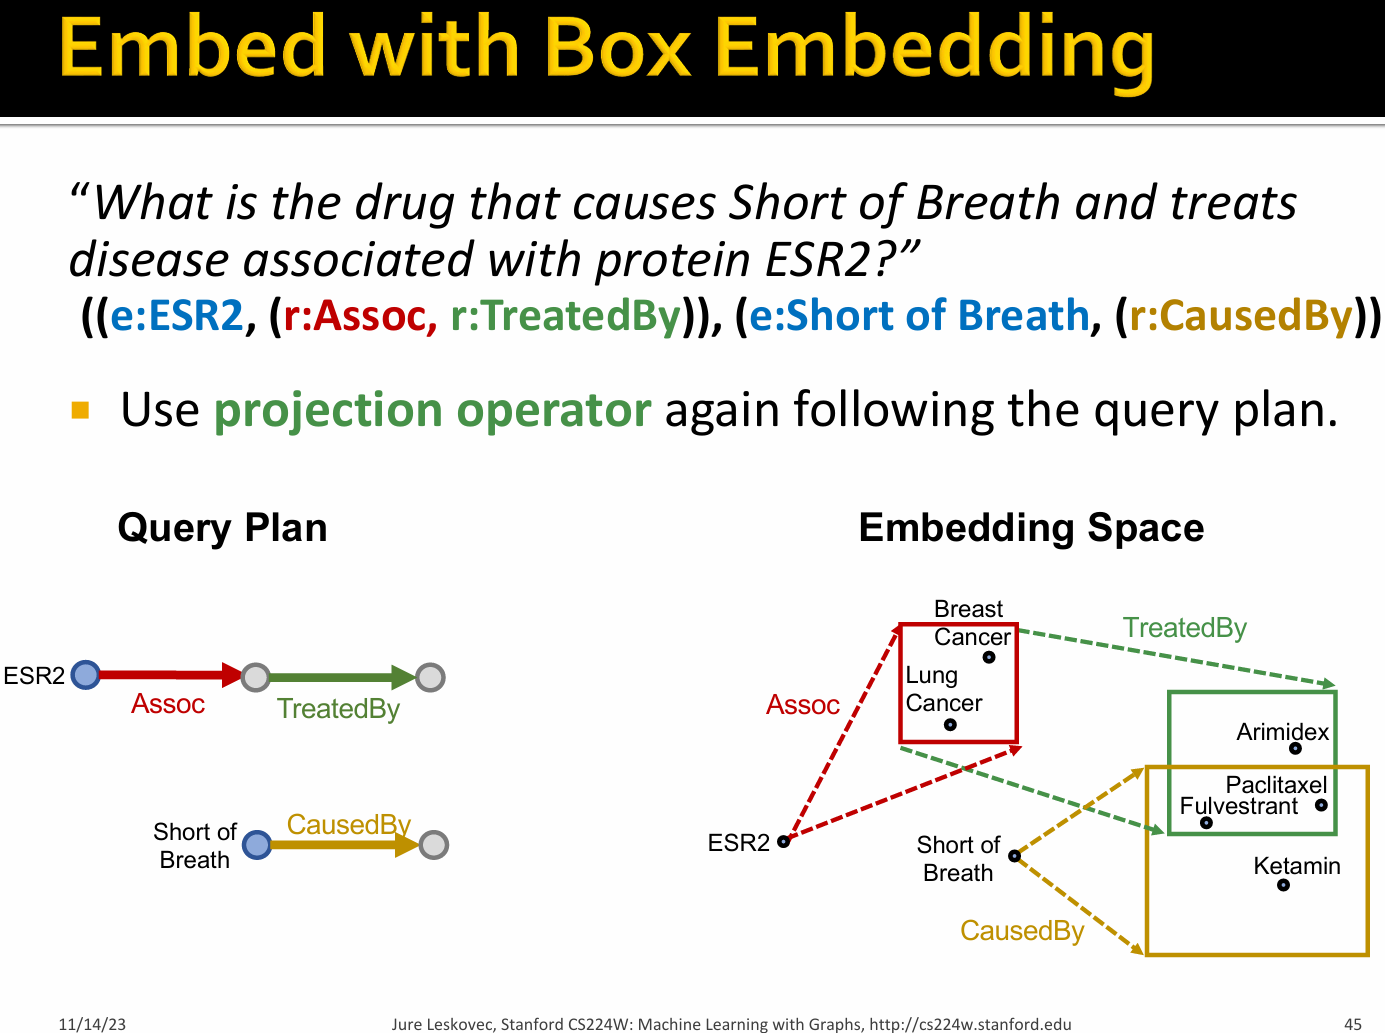 Embed with Box Embedding
“What is the drug that causes Short of Breath and treats
disease associated with protein ESR2?”
((e:ESR2, (r:Assoc, r:TreatedBy)), (e:Short of Breath, (r:CausedBy))
Use projection operator again following the query plan.
Query Plan
ESR2
Assoc
TreatedBy
Short of
Breath
CausedBy
Embedding Space
Breast
Cancer
Lung
Cancer
TreatedBy
Assoc
Arimidex
Paclitaxel
Fulvestrant
ESR2
Short of
Breath
Ketamin
CausedBy
11/14/23
Jure Leskovec, Stanford CS224W: Machine Learning with Graphs, http://cs224w.stanford.edu
45